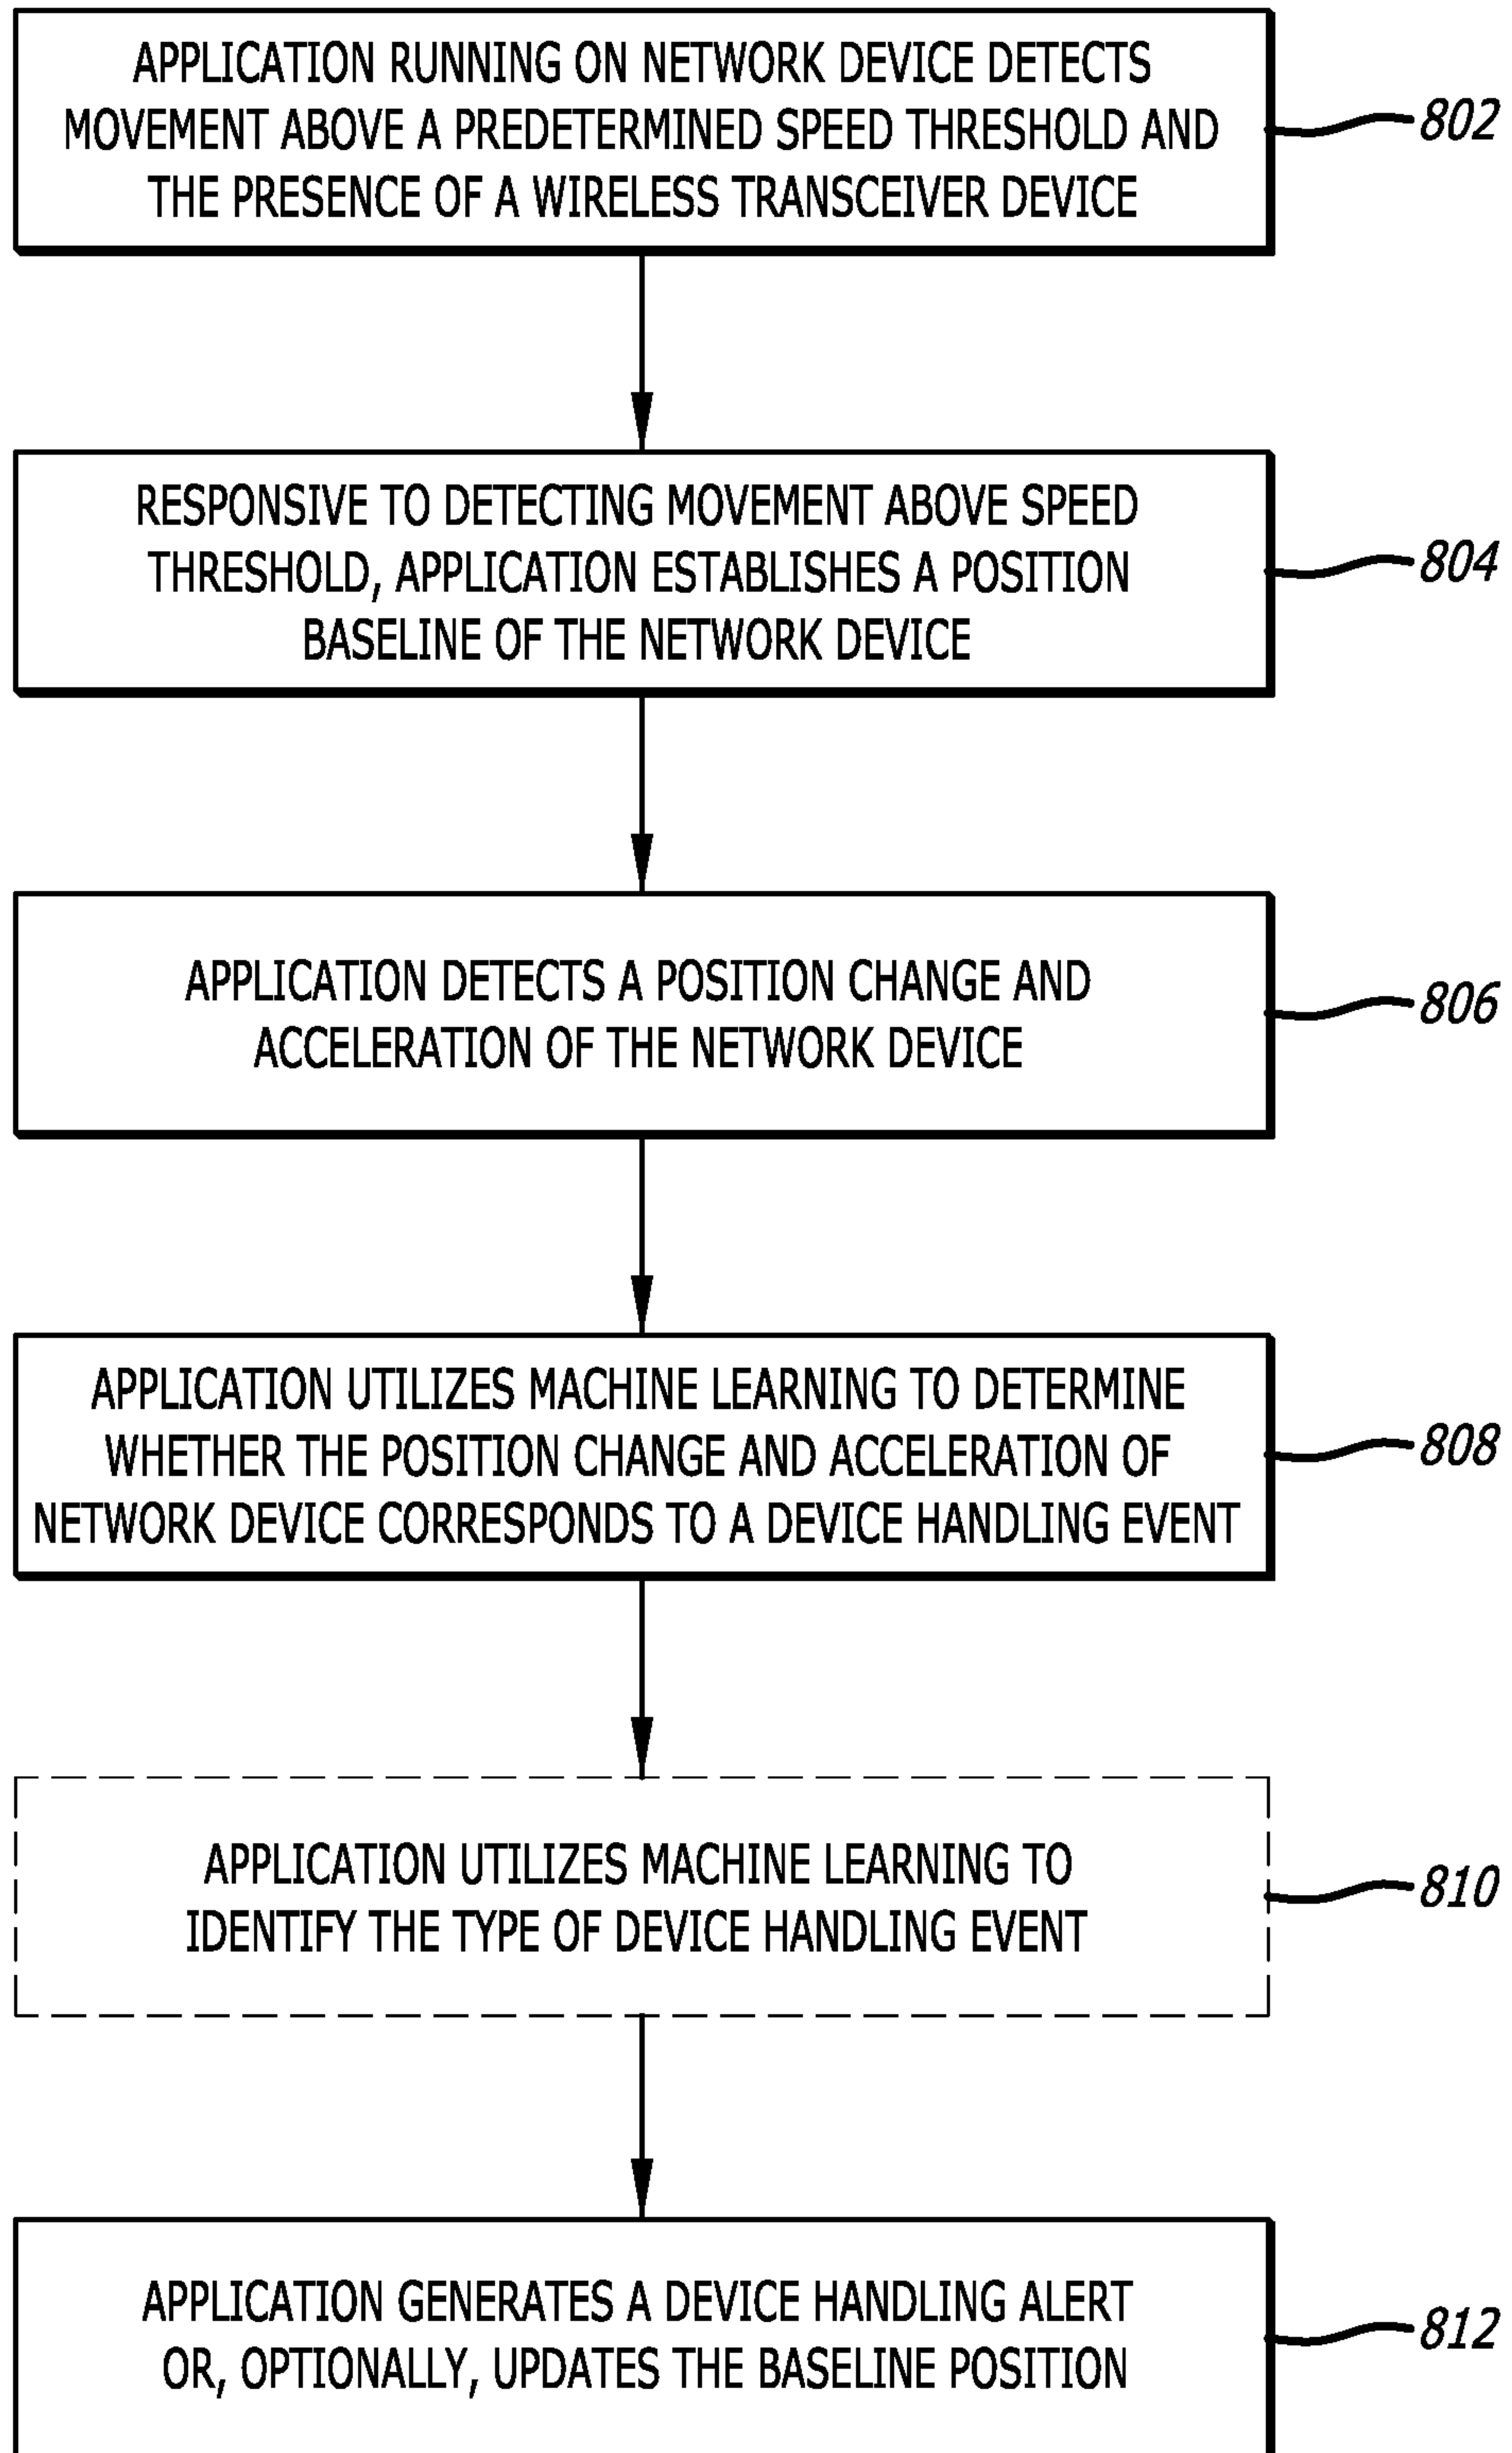 APPLICATION RUNNING ON NETWORK DEVICE DETECTS
MOVEMENT ABOVE A PREDETERMINED SPEED THRESHOLD AND
THE PRESENCE OF A WIRELESS TRANSCEIVER DEVICE
802
RESPONSIVE TO DETECTING MOVEMENT ABOVE SPEED
THRESHOLD, APPLICATION ESTABLISHES A POSITION
BASELINE OF THE NETWORK DEVICE
804
APPLICATION DETECTS A POSITION CHANGE AND
ACCELERATION OF THE NETWORK DEVICE
806
APPLICATION UTILIZES MACHINE LEARNING TO DETERMINE
WHETHER THE POSITION CHANGE AND ACCELERATION OF
NETWORK DEVICE CORRESPONDS TO A DEVICE HANDLING EVENT
808
APPLICATION UTILIZES MACHINE LEARNING TO
IDENTIFY THE TYPE OF DEVICE HANDLING EVENT
810
APPLICATION GENERATES A DEVICE HANDLING ALERT
OR, OPTIONALLY, UPDATES THE BASELINE POSITION
812